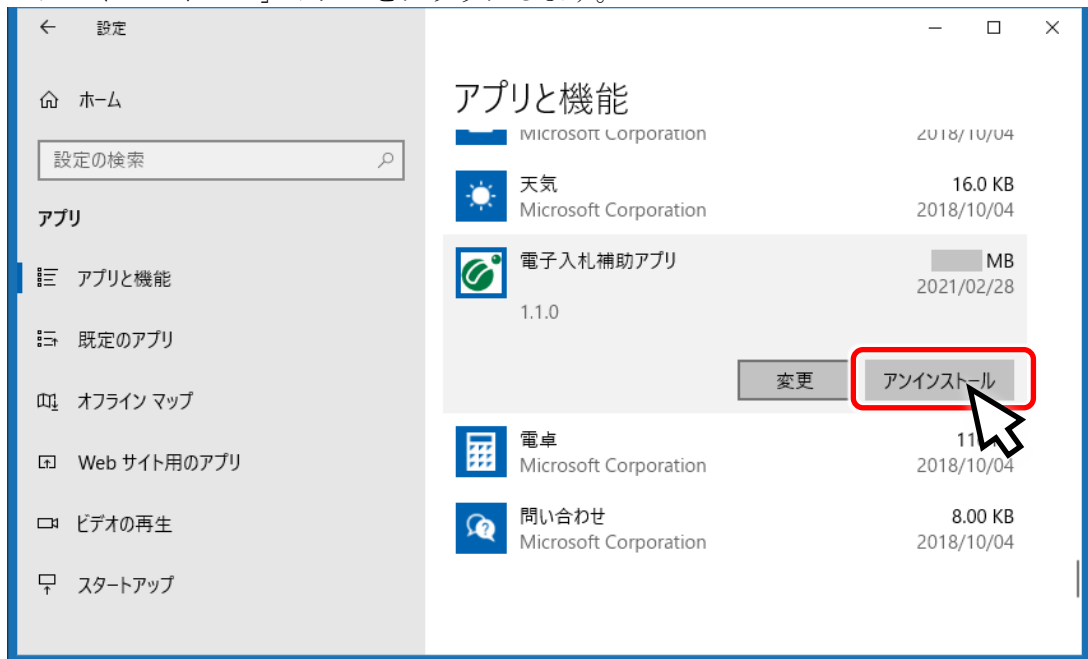 設定
ホーム
設定の検索
アプリ
アプリと機能
既定のアプリ
オフライン マップ
Web サイト用のアプリ
ビデオの再生
スタートアップ
アプリと機能
Microsoft Corporation 2018/10/04
天気 16.0 KB
Microsoft Corporation 2018/10/04
電子入札補助アプリ MB
2021/02/28
1.1.0
変更 アンインストール
電卓
Microsoft Corporation 2018/10/04
問い合わせ 8.00 KB
Microsoft Corporation 2018/10/04